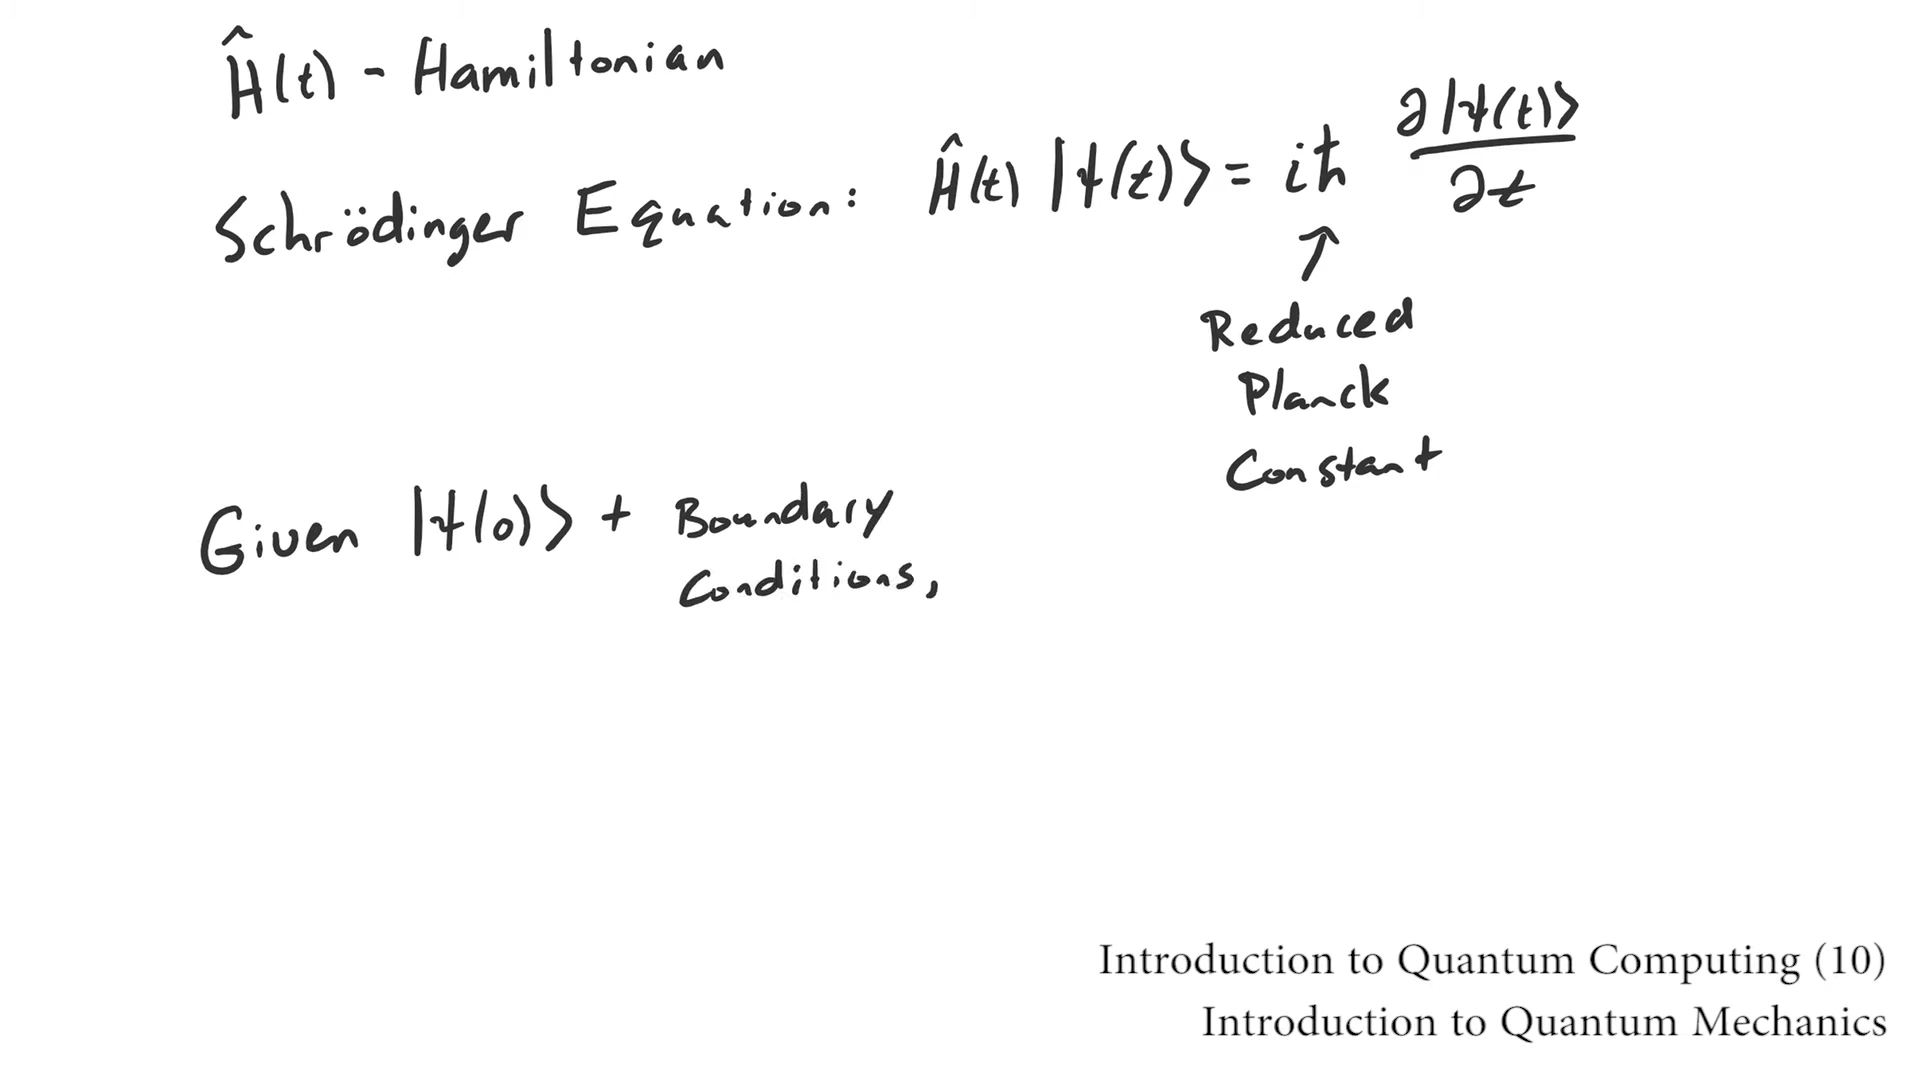 Ĥ(t) - Hamiltonian
Schrödinger Equation: Ĥ(t) |ψ(t)⟩ = iħ ∂|ψ(t)⟩/∂t
↑
Reduced
Planck
Constant
Given |ψ(0)⟩ + Boundary
Conditions,
Introduction to Quantum Computing (10)
Introduction to Quantum Mechanics